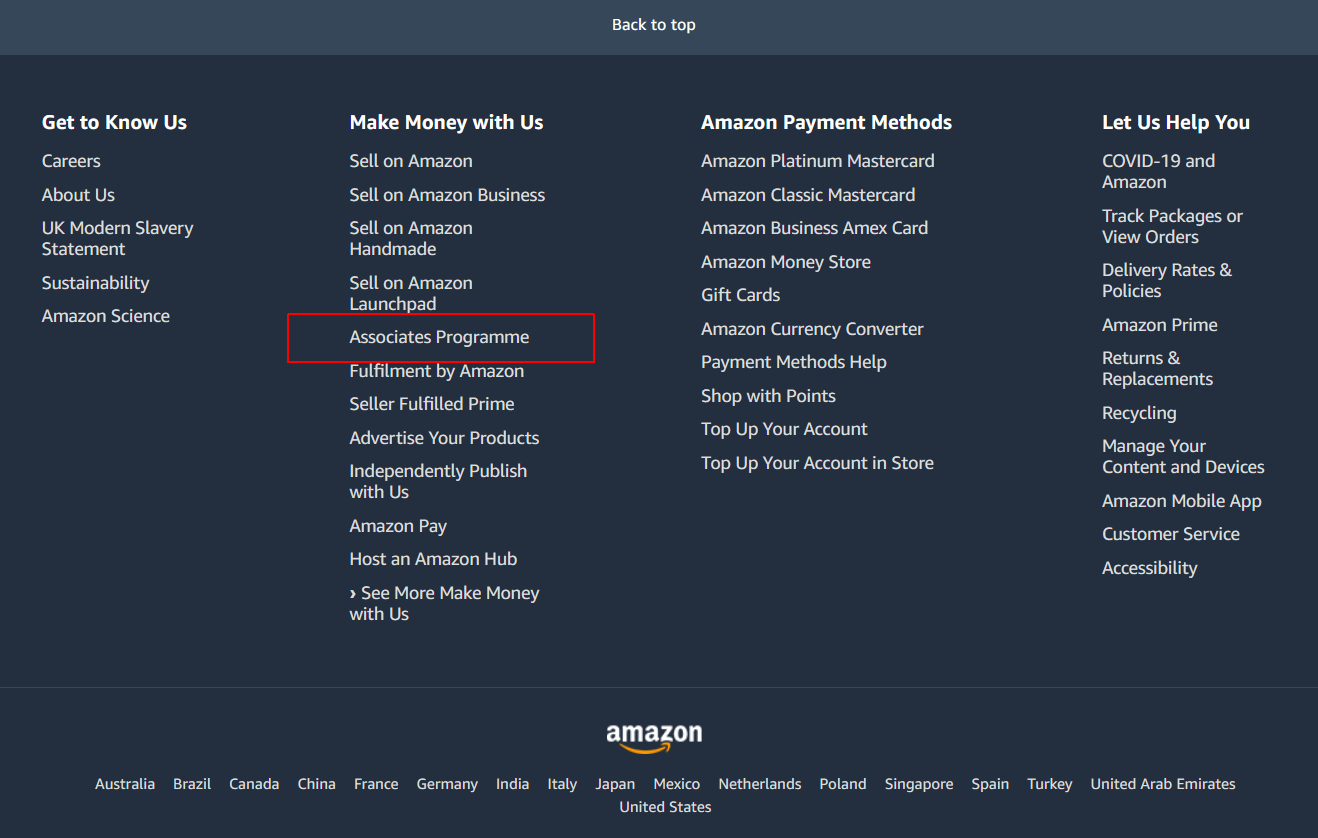 Back to top
Get to Know Us
Careers
About Us
UK Modern Slavery
Statement
Sustainability
Amazon Science
Make Money with Us
Sell on Amazon
Sell on Amazon Business
Sell on Amazon
Handmade
Sell on Amazon
Launchpad
Associates Programme
Fulfilment by Amazon
Seller Fulfilled Prime
Advertise Your Products
Independently Publish
with Us
Amazon Pay
Host an Amazon Hub
› See More Make Money
with Us
Amazon Payment Methods
Amazon Platinum Mastercard
Amazon Classic Mastercard
Amazon Business Amex Card
Amazon Money Store
Gift Cards
Amazon Currency Converter
Payment Methods Help
Shop with Points
Top Up Your Account
Top Up Your Account in Store
Let Us Help You
COVID-19 and
Amazon
Track Packages or
View Orders
Delivery Rates &
Policies
Amazon Prime
Returns &
Replacements
Recycling
Manage Your
Content and Devices
Amazon Mobile App
Customer Service
Accessibility
amazon
Australia Brazil Canada China France Germany India Italy Japan Mexico Netherlands Poland Singapore Spain Turkey United Arab Emirates
United States